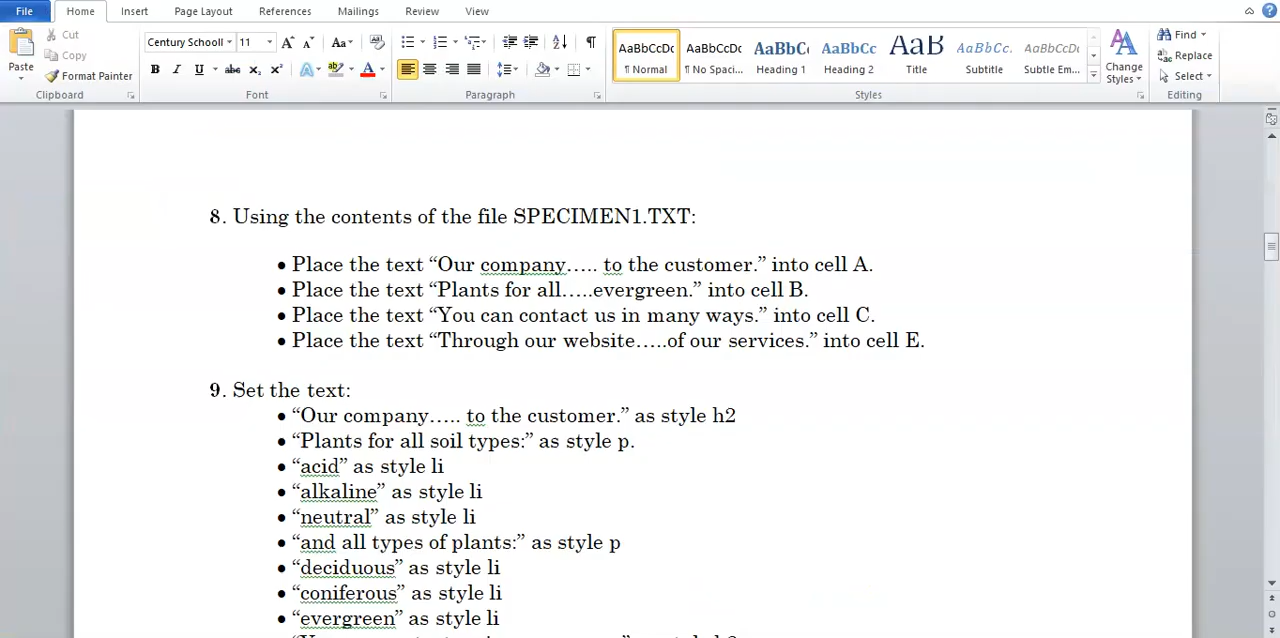 File Home Insert Page Layout References Mailings Review View
Cut
Copy
Format Painter
Paste
Clipboard
Century Schooll 11
Font
Paragraph
AaBbCcDc AaBbCcDc AaBbCc AaBbCc AaB AaBbCc. AaBbCcDc
¶ Normal ¶ No Spaci... Heading 1 Heading 2 Title Subtitle Subtle Em...
Styles
Change Styles
Find
Replace
Select
Editing
8. Using the contents of the file SPECIMEN1.TXT:
• Place the text “Our company….. to the customer.” into cell A.
• Place the text “Plants for all…..evergreen.” into cell B.
• Place the text “You can contact us in many ways.” into cell C.
• Place the text “Through our website…..of our services.” into cell E.
9. Set the text:
• “Our company….. to the customer.” as style h2
• “Plants for all soil types:” as style p.
• “acid” as style li
• “alkaline” as style li
• “neutral” as style li
• “and all types of plants:” as style p
• “deciduous” as style li
• “coniferous” as style li
• “evergreen” as style li